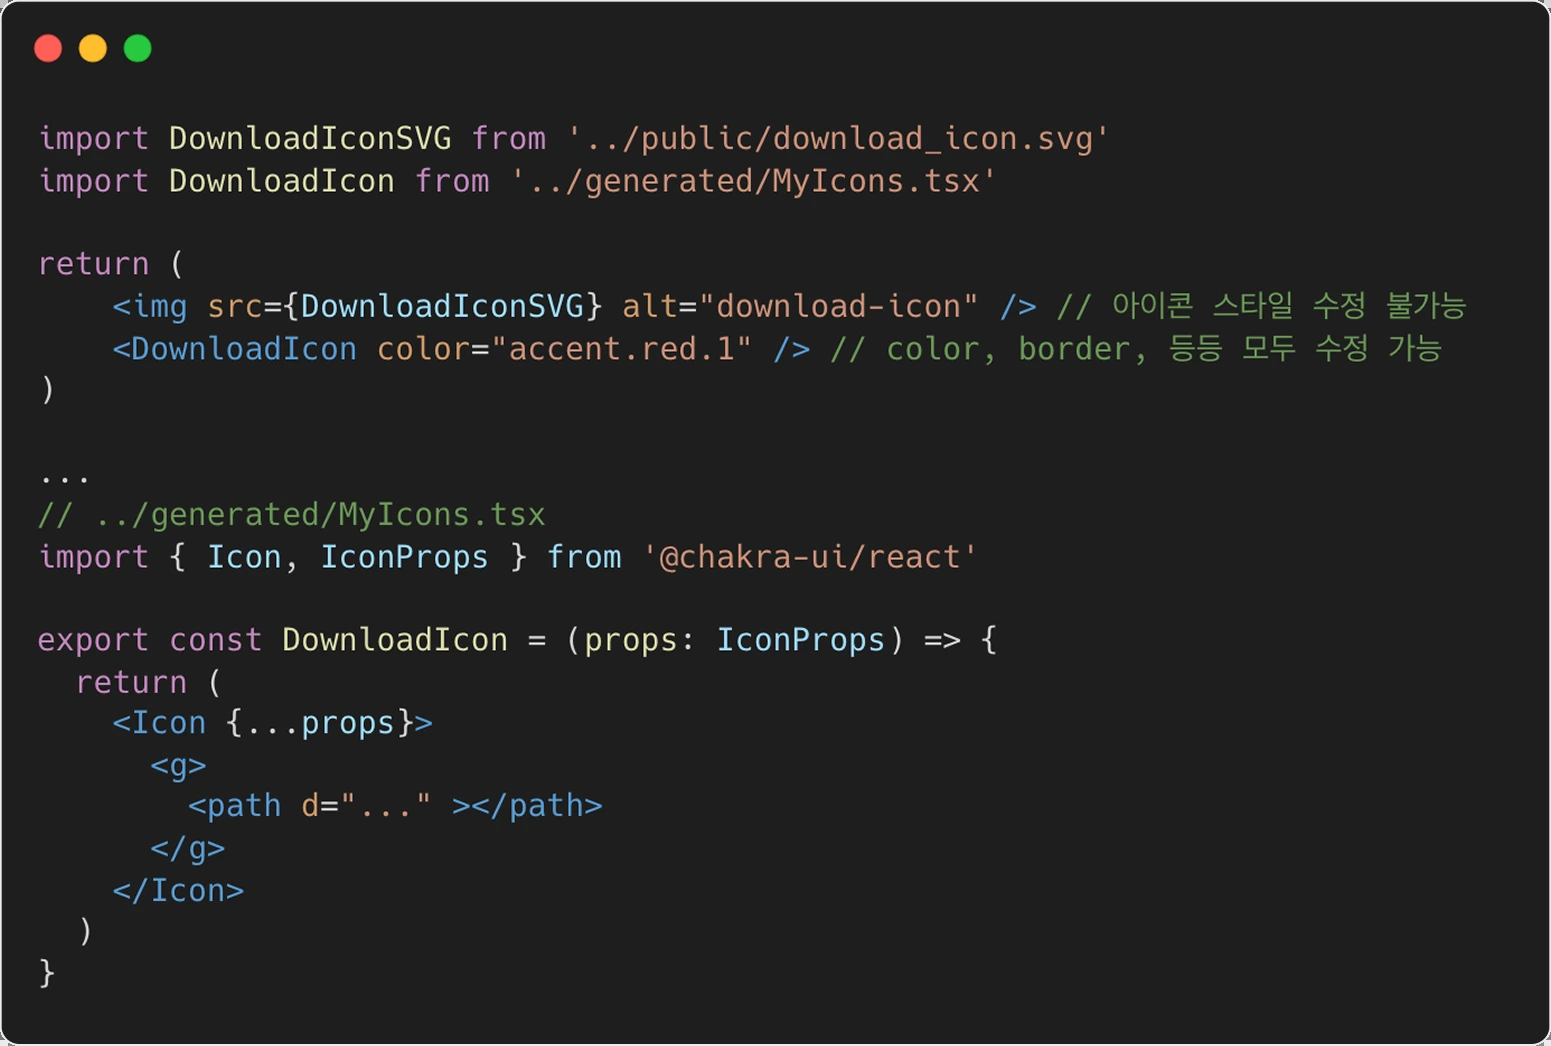 import DownloadIconSVG from '../public/download_icon.svg'
import DownloadIcon from '../generated/MyIcons.tsx'
return (
    <img src={DownloadIconSVG} alt="download-icon" /> // 아이콘 스타일 수정 불가능
    <DownloadIcon color="accent.red.1" /> // color, border, 등등 모두 수정 가능
)
...
// ../generated/MyIcons.tsx
import { Icon, IconProps } from '@chakra-ui/react'
export const DownloadIcon = (props: IconProps) => {
  return (
    <Icon {...props}>
      <g>
        <path d="..." ></path>
      </g>
    </Icon>
  )
}